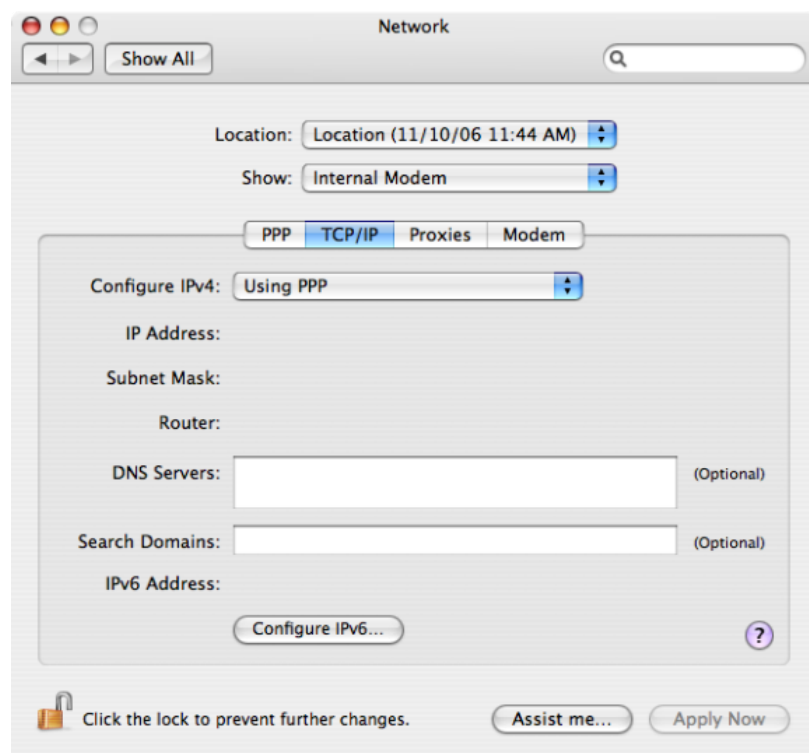 Network
Show All
Location: Location (11/10/06 11:44 AM)
Show: Internal Modem
PPP TCP/IP Proxies Modem
Configure IPv4: Using PPP
IP Address:
Subnet Mask:
Router:
DNS Servers: (Optional)
Search Domains: (Optional)
IPv6 Address:
Configure IPv6...
?
Click the lock to prevent further changes. Assist me... Apply Now